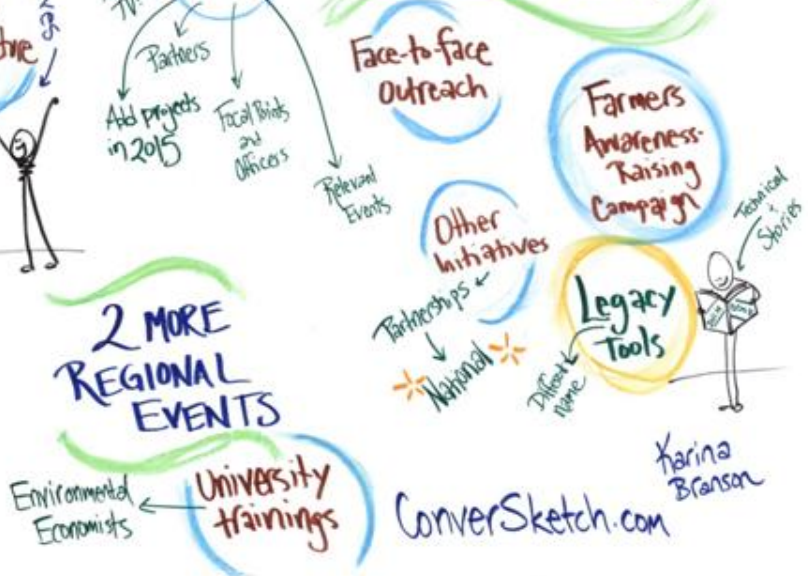 Partners
Add projects
in 2015
Focal Points
and
Officers
Relevant
Events
Face-to-face
Outreach
Farmers
Awareness-
Raising
Campaign
Other
Initiatives
Partnerships
National
Legacy
Tools
Different
name
Technical
+
Stories
2 MORE
REGIONAL
EVENTS
University
trainings
Environmental
Economists
ConverSketch.com
Karina
Branson